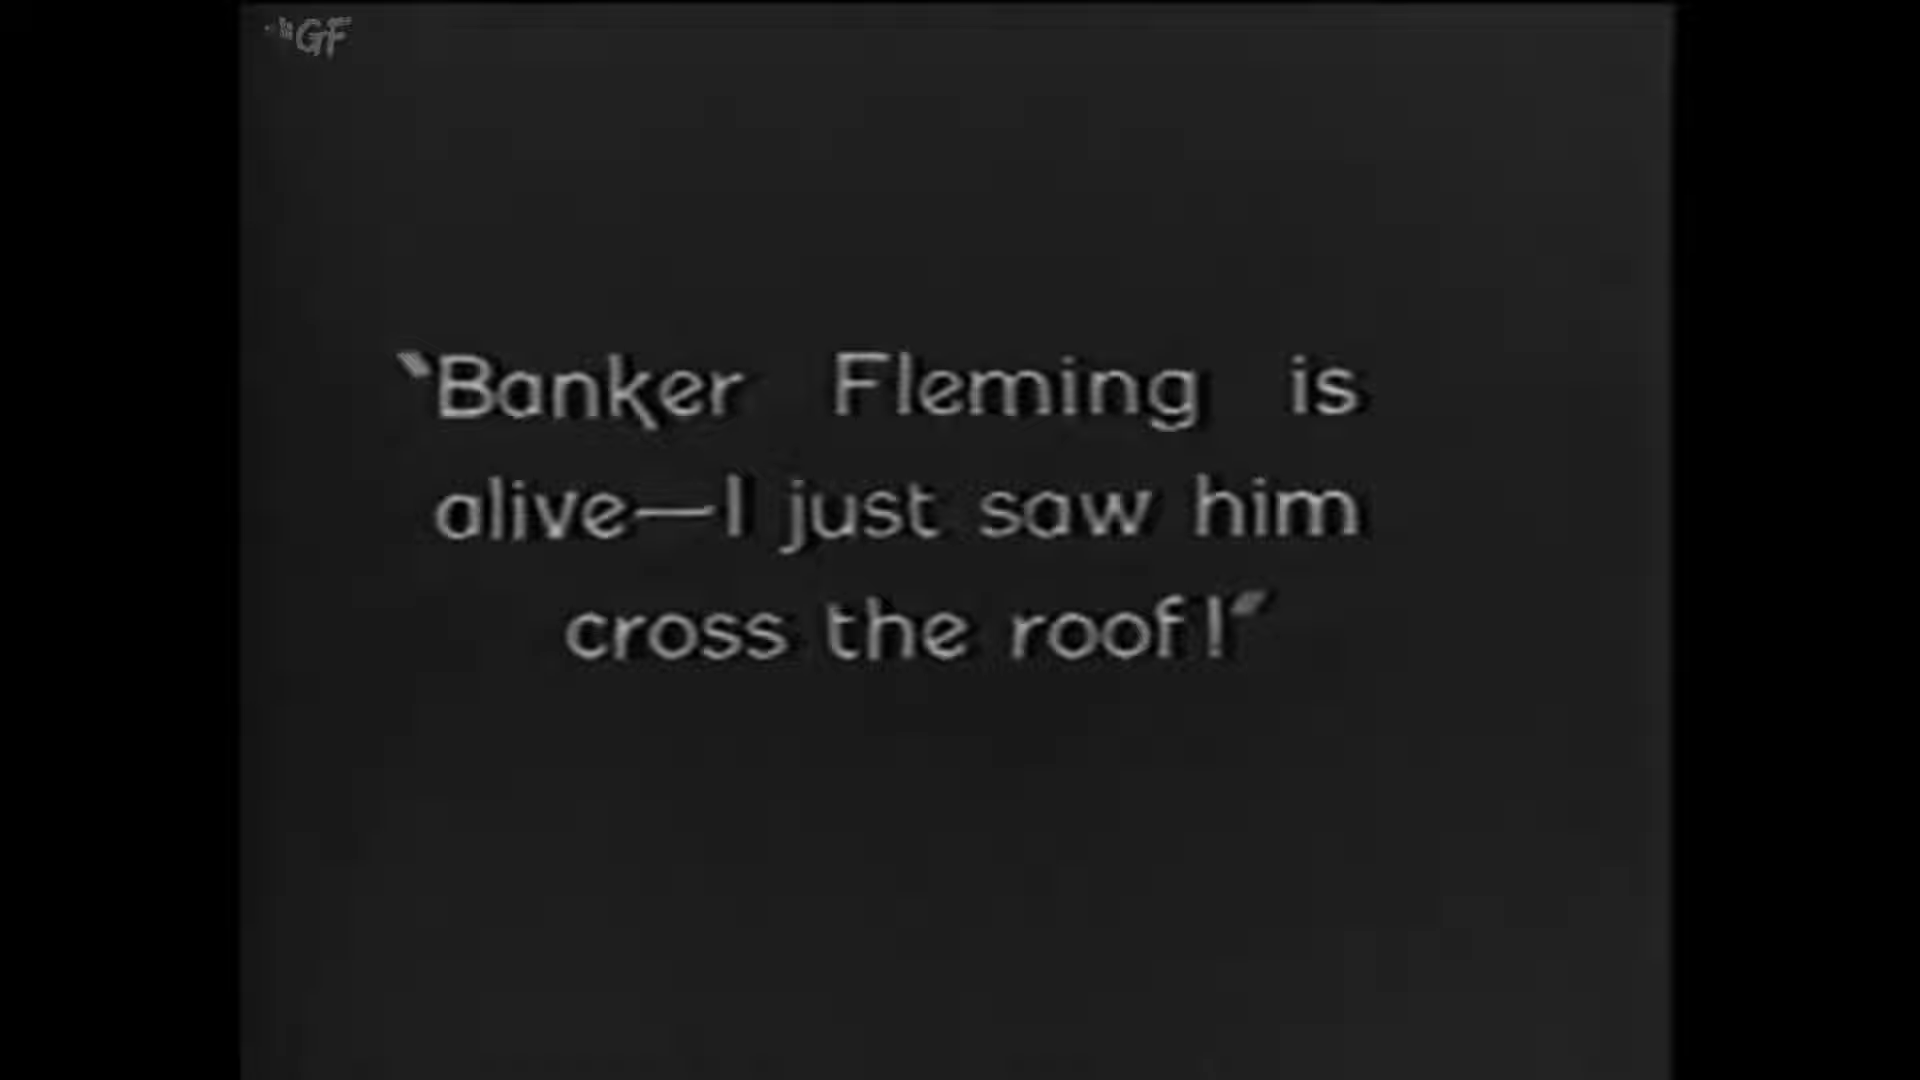 GF
"Banker Fleming is
alive—I just saw him
cross the roof!"